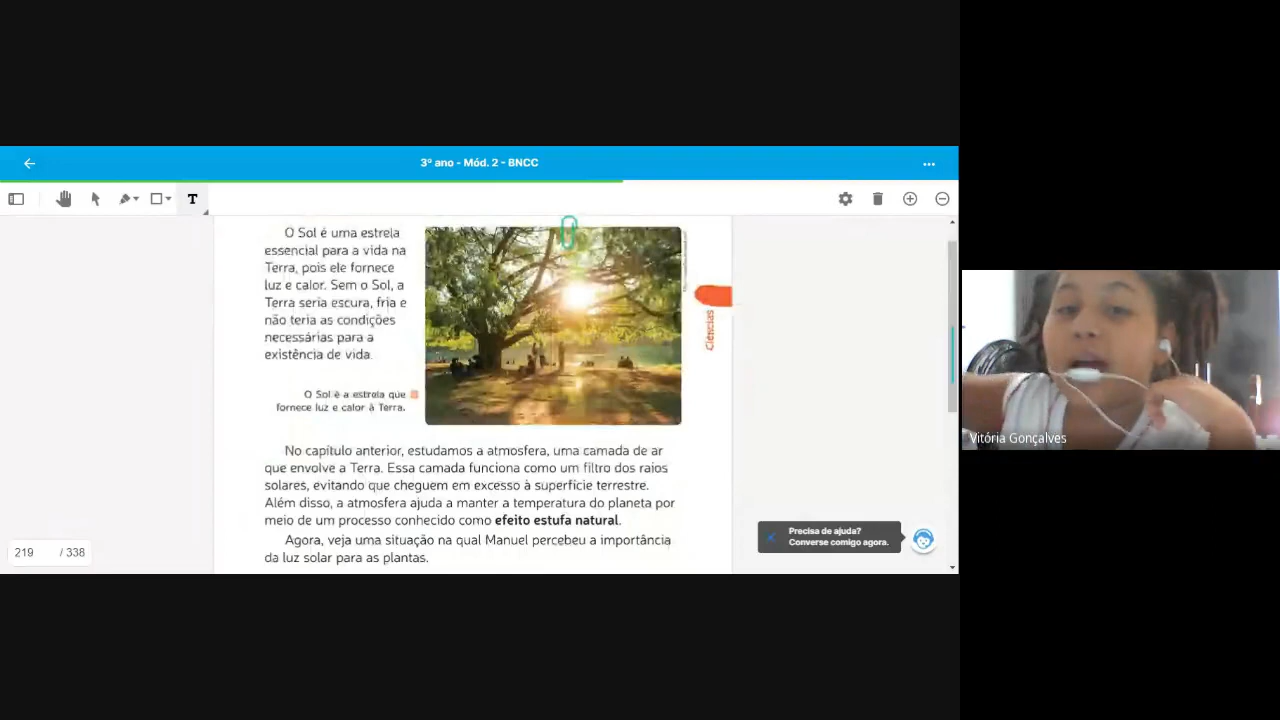 3º ano - Mód. 2 - BNCC
T
O Sol é uma estrela
essencial para a vida na
Terra, pois ele fornece
luz e calor. Sem o Sol, a
Terra seria escura, fria e
não teria as condições
necessárias para a
existência de vida.
O Sol é a estrela que
fornece luz e calor à Terra.
Ciências
No capítulo anterior, estudamos a atmosfera, uma camada de ar
que envolve a Terra. Essa camada funciona como um filtro dos raios
solares, evitando que cheguem em excesso à superfície terrestre.
Além disso, a atmosfera ajuda a manter a temperatura do planeta por
meio de um processo conhecido como efeito estufa natural.
Agora, veja uma situação na qual Manuel percebeu a importância
da luz solar para as plantas.
219 / 338
Precisa de ajuda?
Converse comigo agora.
Vitória Gonçalves